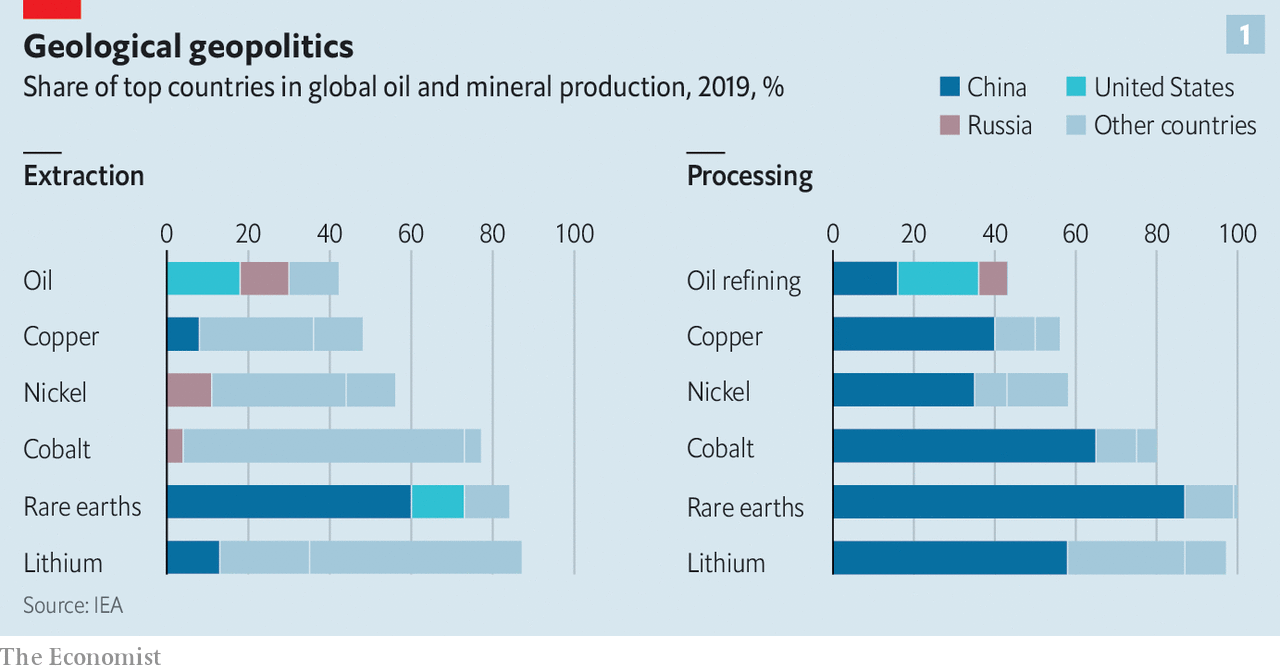 Geological geopolitics
1
Share of top countries in global oil and mineral production, 2019, %
China
United States
Russia
Other countries
Extraction
0 20 40 60 80 100
Oil
Copper
Nickel
Cobalt
Rare earths
Lithium
Processing
0 20 40 60 80 100
Oil refining
Copper
Nickel
Cobalt
Rare earths
Lithium
Source: IEA
The Economist